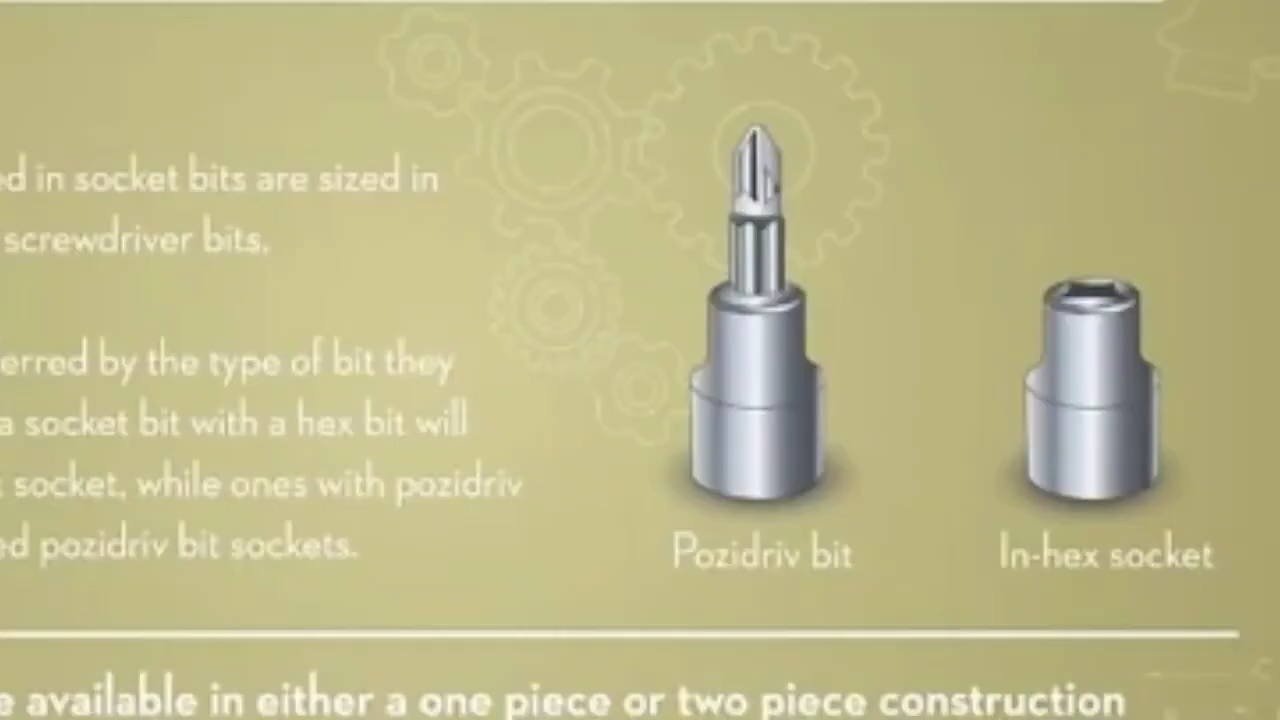 ed in socket bits are sized in
screwdriver bits.
ferred by the type of bit they
a socket bit with a hex bit will
socket, while ones with pozidriv
ed pozidriv bit sockets.
Pozidriv bit
In-hex socket
e available in either a one piece or two piece construction